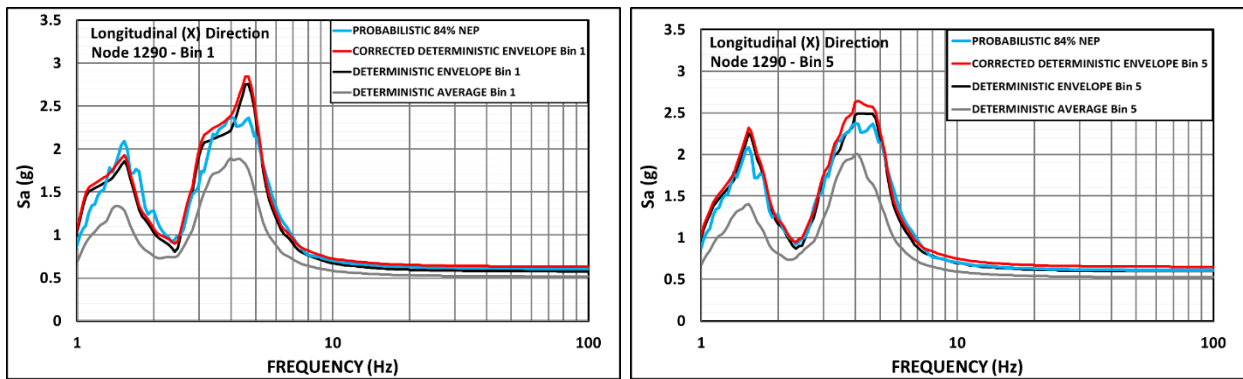 Longitudinal (X) Direction
Node 1290 - Bin 1
PROBABILISTIC 84% NEP
CORRECTED DETERMINISTIC ENVELOPE Bin 1
DETERMINISTIC ENVELOPE Bin 1
DETERMINISTIC AVERAGE Bin 1
3.5
3
2.5
2
1.5
1
0.5
0
Sa (g)
1
10
100
FREQUENCY (Hz)
Longitudinal (X) Direction
Node 1290 - Bin 5
PROBABILISTIC 84% NEP
CORRECTED DETERMINISTIC ENVELOPE Bin 5
DETERMINISTIC ENVELOPE Bin 5
DETERMINISTIC AVERAGE Bin 5
3.5
3
2.5
2
1.5
1
0.5
0
Sa (g)
1
10
100
FREQUENCY (Hz)